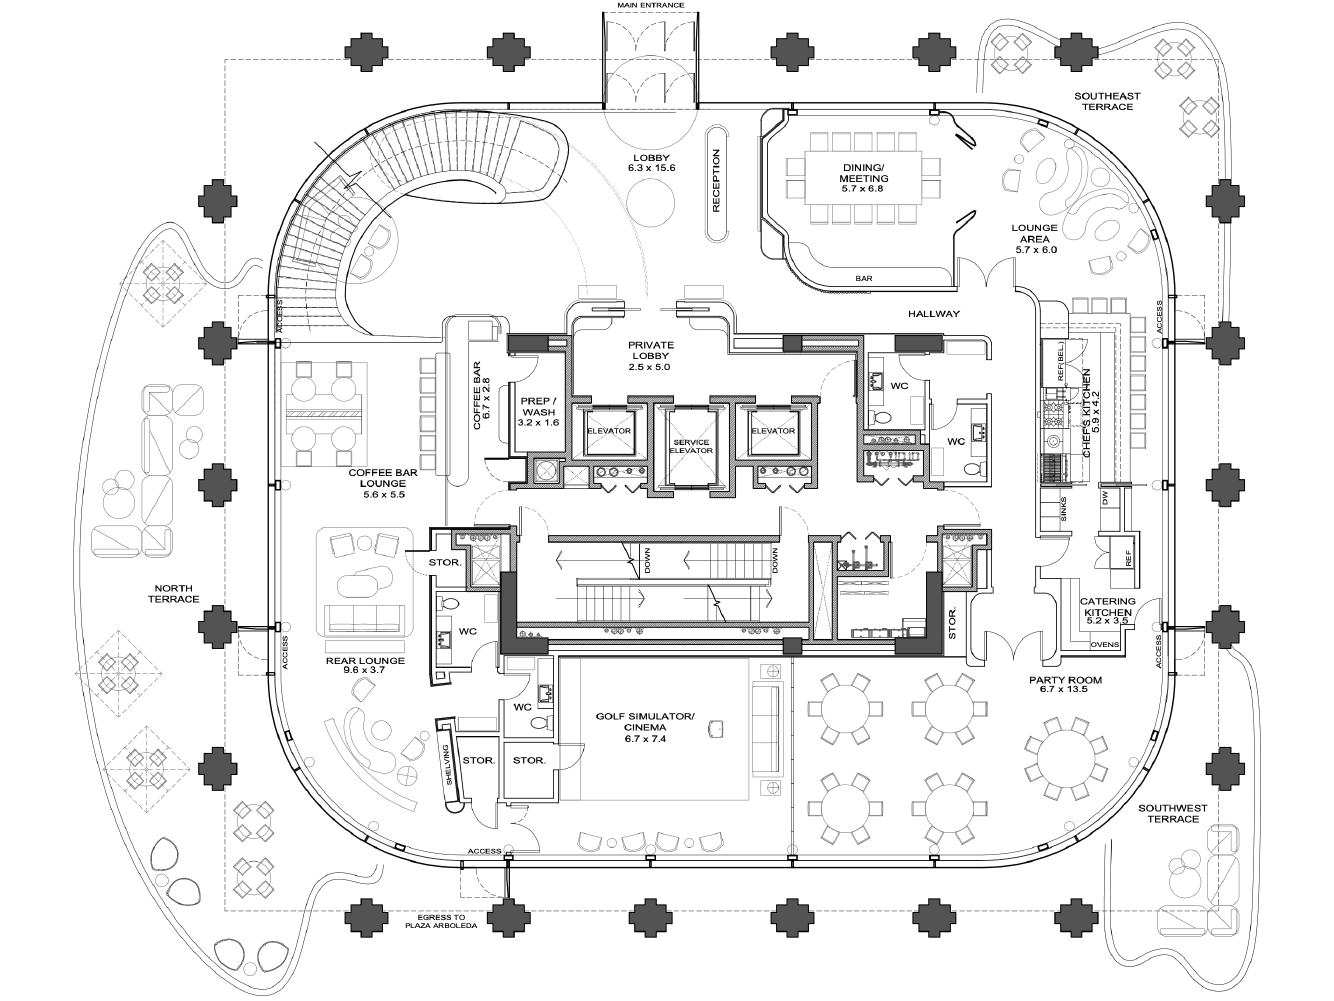 MAIN ENTRANCE
SOUTHEAST
TERRACE
LOBBY
6.3 x 15.6
RECEPTION
DINING/
MEETING
5.7 x 6.8
LOUNGE
AREA
5.7 x 6.0
BAR
ACCESS
HALLWAY
ACCESS
PRIVATE
LOBBY
2.5 x 5.0
COFFEE BAR
6.7 x 2.8
PREP /
WASH
3.2 x 1.6
WC
REF(BEL.)
CHEF'S KITCHEN
5.9 x 4.2
ELEVATOR
SERVICE
ELEVATOR
ELEVATOR
WC
COFFEE BAR
LOUNGE
5.6 x 5.5
SINKS
DW
STOR.
DOWN
DOWN
REF
NORTH
TERRACE
CATERING
KITCHEN
5.2 x 3.5
STOR.
WC
OVENS
ACCESS
ACCESS
REAR LOUNGE
9.6 x 3.7
PARTY ROOM
6.7 x 13.5
WC
GOLF SIMULATOR/
CINEMA
6.7 x 7.4
SHELVING
STOR.
STOR.
SOUTHWEST
TERRACE
ACCESS
EGRESS TO
PLAZA ARBOLEDA